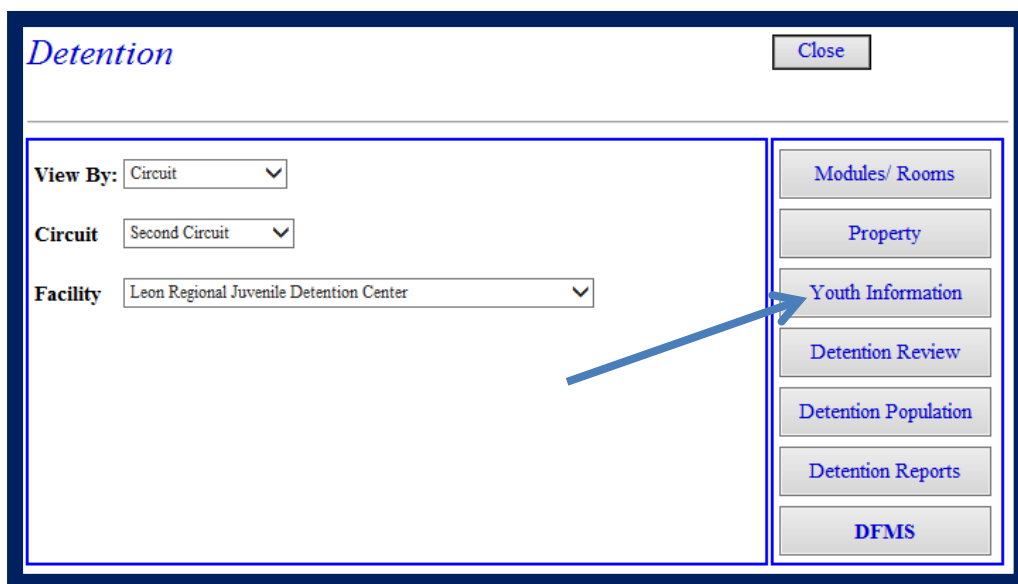 Detention
Close
View By: Circuit
Circuit Second Circuit
Facility Leon Regional Juvenile Detention Center
Modules/ Rooms
Property
Youth Information
Detention Review
Detention Population
Detention Reports
DFMS